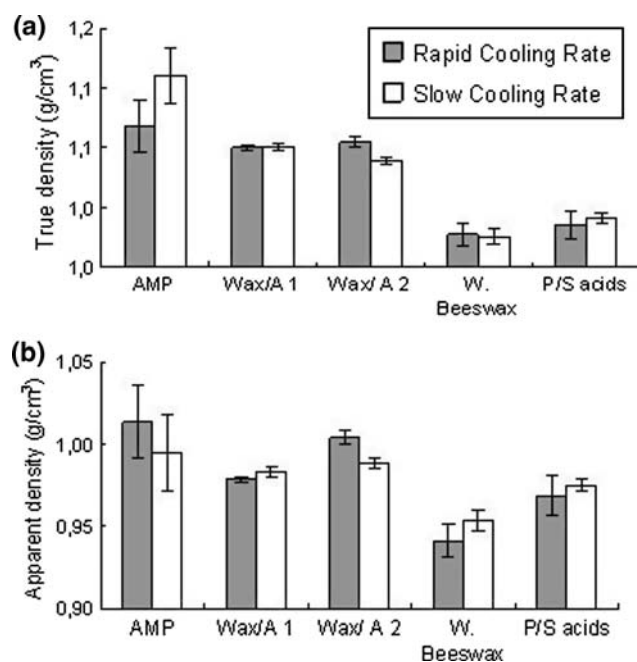 (a)
True density (g/cm³)
1,2
1,1
1,1
1,0
1,0
Rapid Cooling Rate
Slow Cooling Rate
AMP Wax/A 1 Wax/ A 2 W. P/S acids
Beeswax
(b)
Apparent density (g/cm³)
1,05
1,00
0,95
0,90
AMP Wax/A 1 Wax/ A 2 W. P/S acids
Beeswax